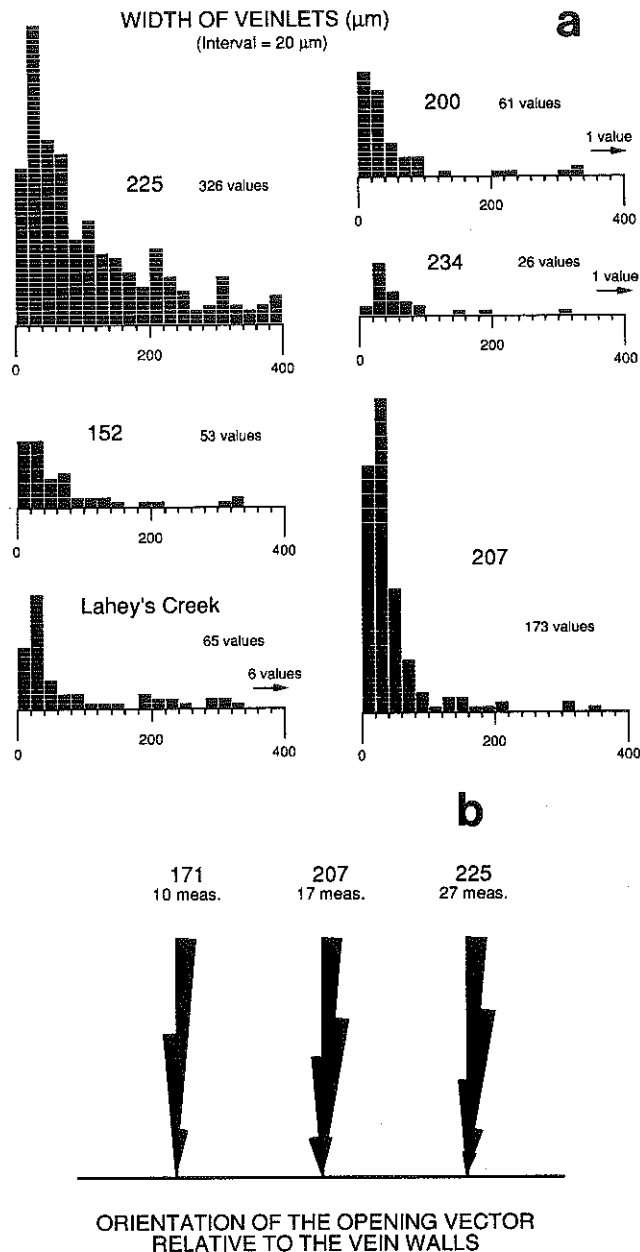 WIDTH OF VEINLETS (μm)
(Interval = 20 μm)
a
225 326 values
0 200 400
200 61 values
1 value
0 200 400
234 26 values
1 value
0 200 400
152 53 values
0 200 400
207
173 values
0 200 400
Lahey's Creek
65 values
6 values
0 200 400
b
171
10 meas.
207
17 meas.
225
27 meas.
ORIENTATION OF THE OPENING VECTOR
RELATIVE TO THE VEIN WALLS